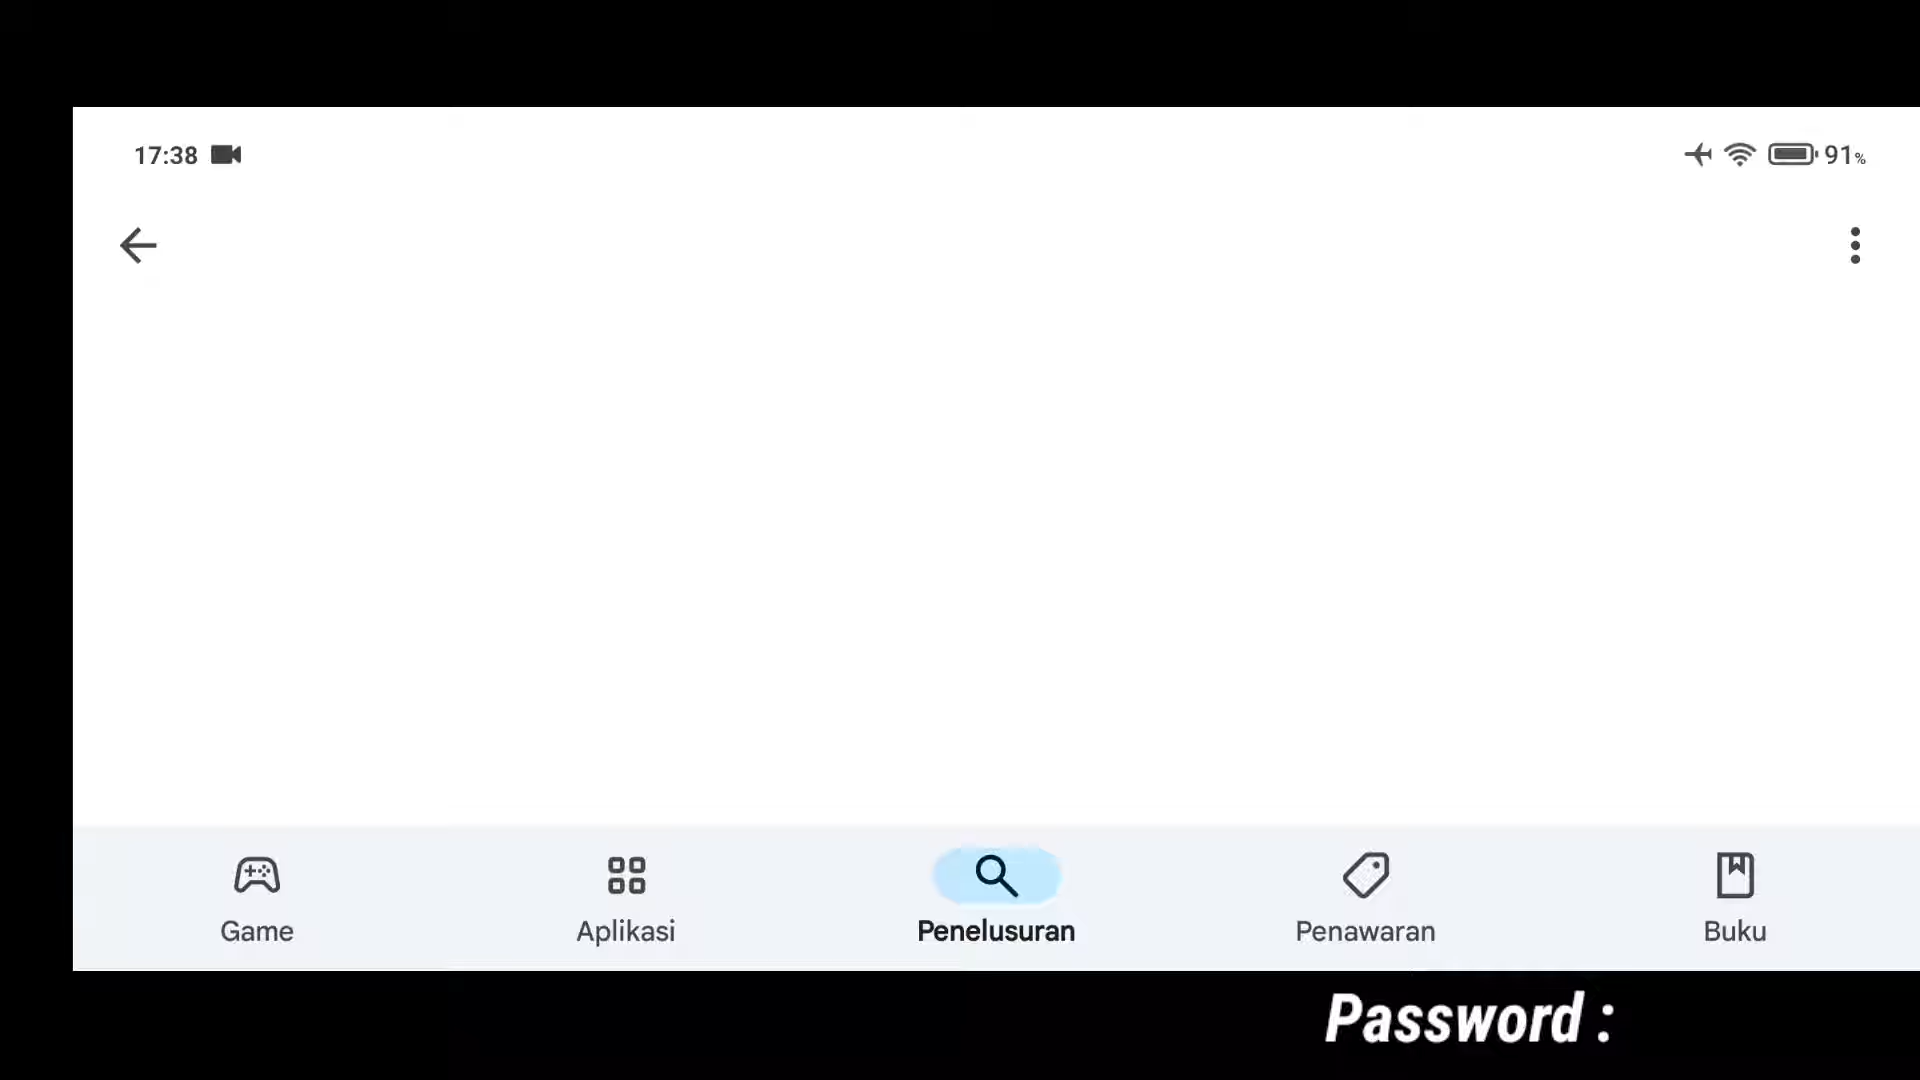 17:38
91%
Game
Aplikasi
Penelusuran
Penawaran
Buku
Password :